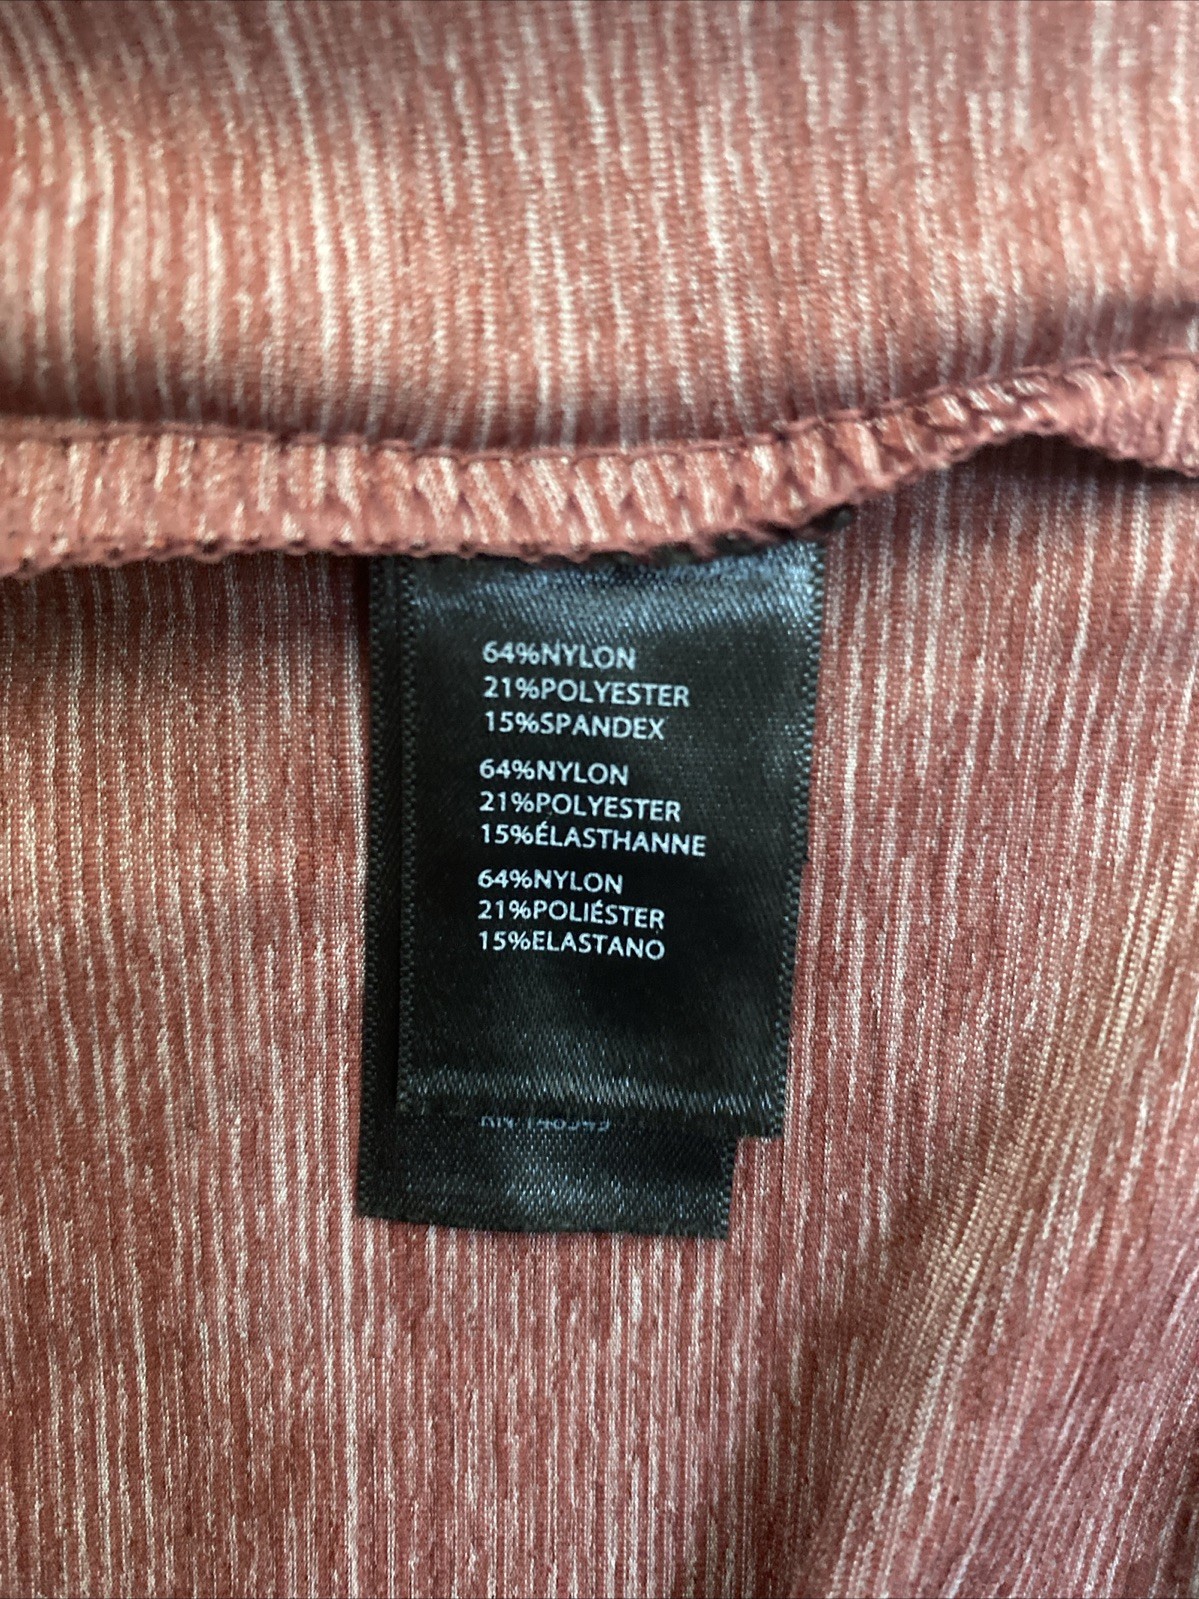 64%NYLON
21%POLYESTER
15%SPANDEX
64%NYLON
21%POLYESTER
15%ÉLASTHANNE
64%NYLON
21%POLIÉSTER
15%ELASTANO